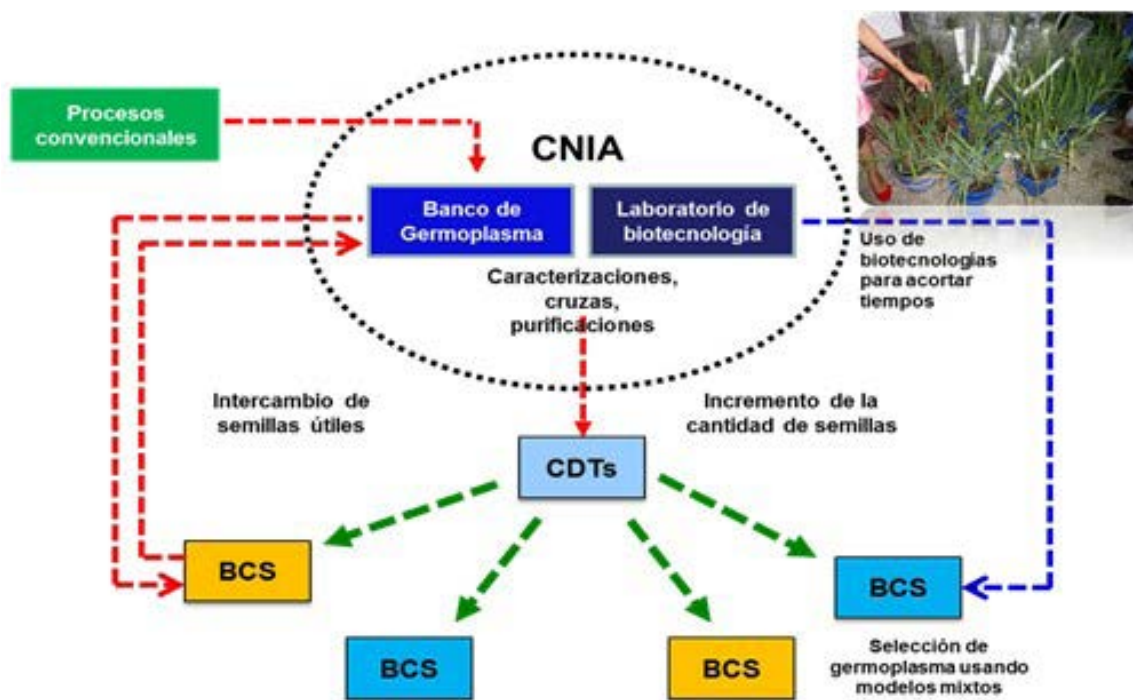 Procesos
convencionales
CNIA
Banco de
Germoplasma
Laboratorio de
biotecnología
Caracterizaciones,
cruzas,
purificaciones
Uso de
biotecnologías
para acortar
tiempos
Intercambio de
semillas útiles
Incremento de la
cantidad de semillas
CDTs
BCS
BCS
BCS
BCS
Selección de
germoplasma usando
modelos mixtos